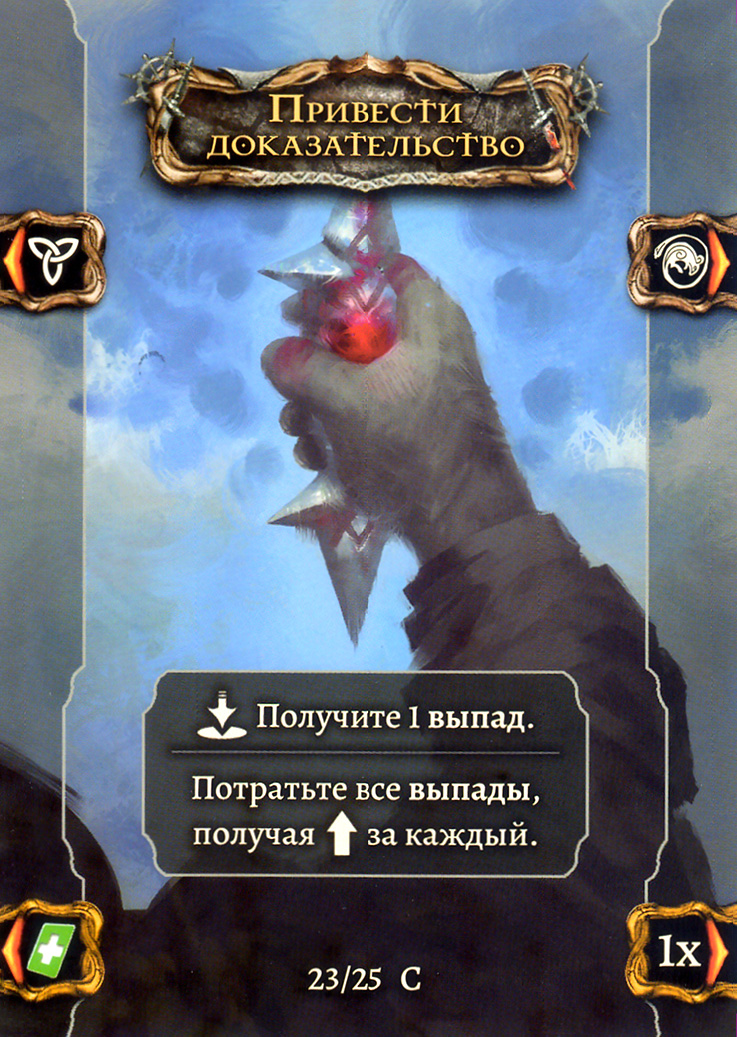 Привести
доказательство
Получите 1 выпад.
Потратьте все выпады,
получая за каждый.
1x
23/25 C